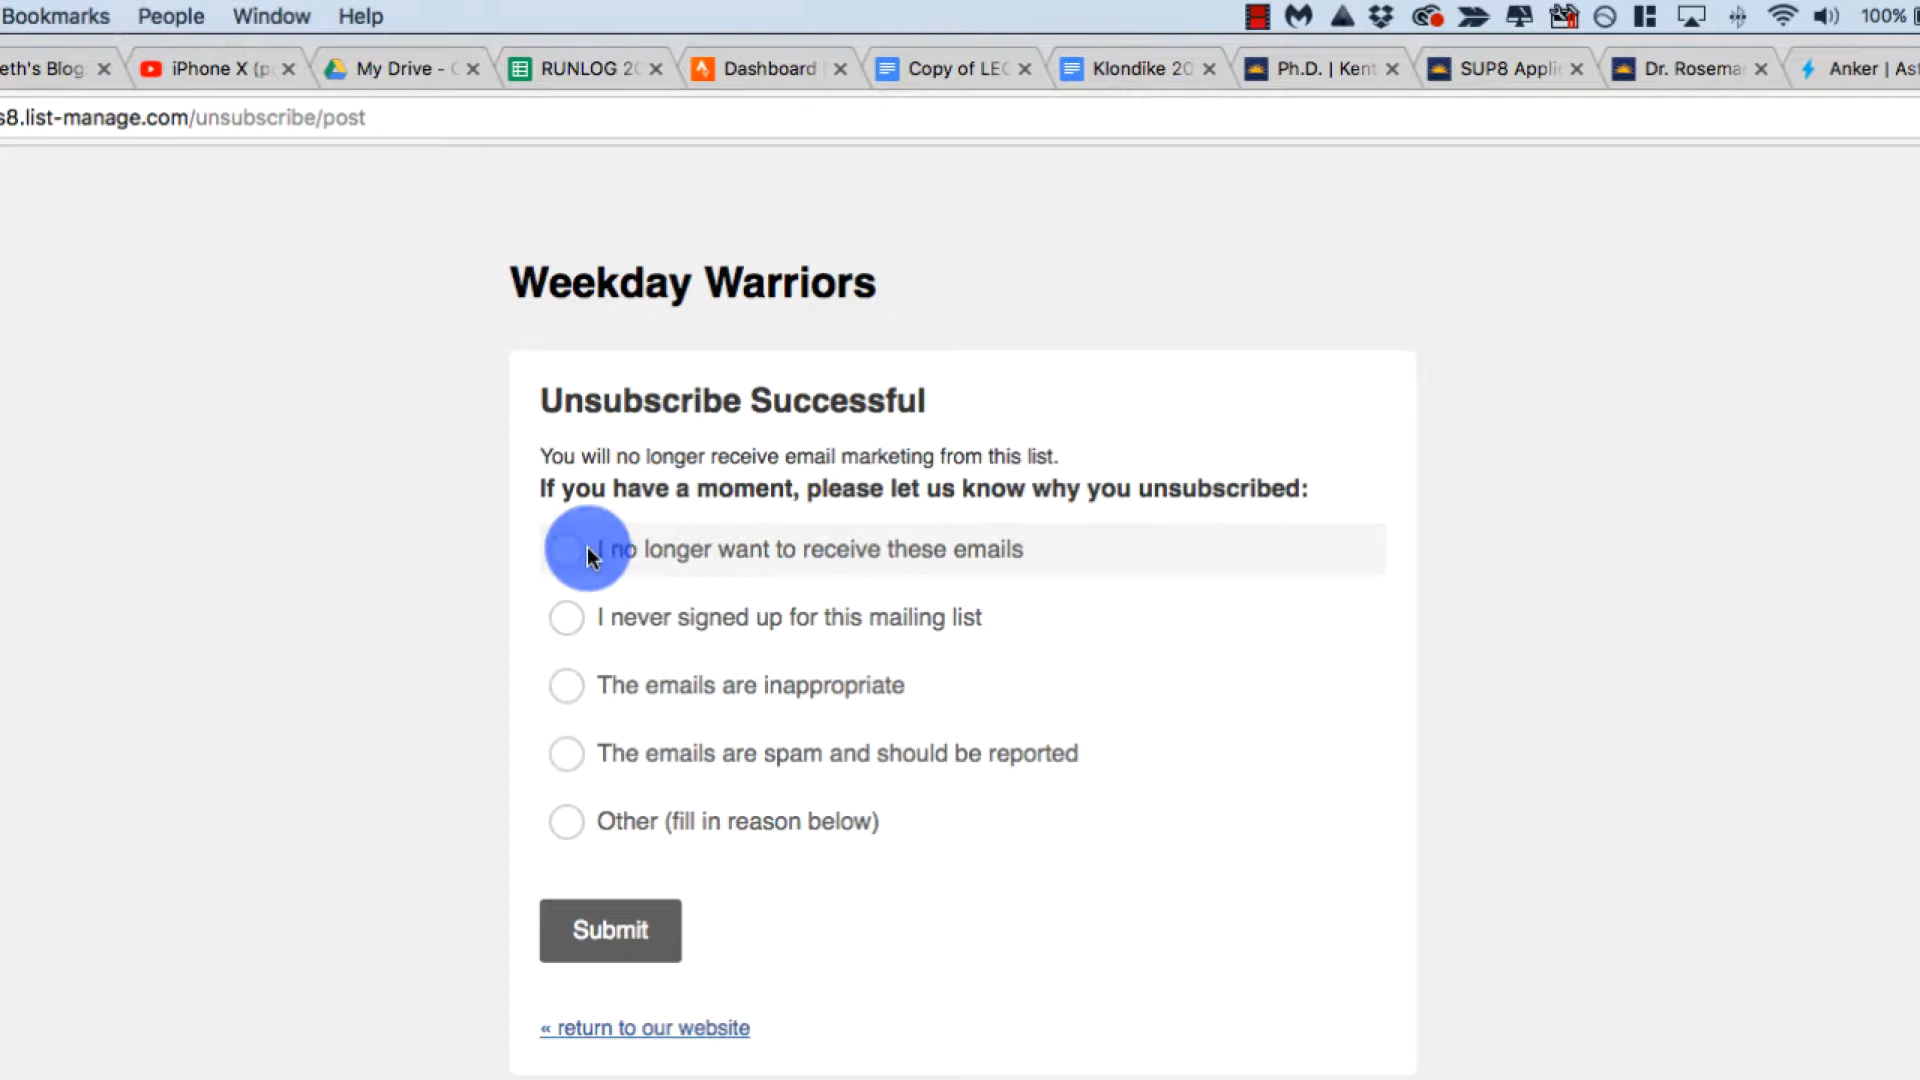 Bookmarks People Window Help 100%
eth's Blog iPhone X (p My Drive - RUNLOG 20 Dashboard Copy of LEC Klondike 20 Ph.D. | Kent SUP8 Appli Dr. Rosema Anker | Ast
s8.list-manage.com/unsubscribe/post
Weekday Warriors
Unsubscribe Successful
You will no longer receive email marketing from this list.
If you have a moment, please let us know why you unsubscribed:
I no longer want to receive these emails
I never signed up for this mailing list
The emails are inappropriate
The emails are spam and should be reported
Other (fill in reason below)
Submit
« return to our website